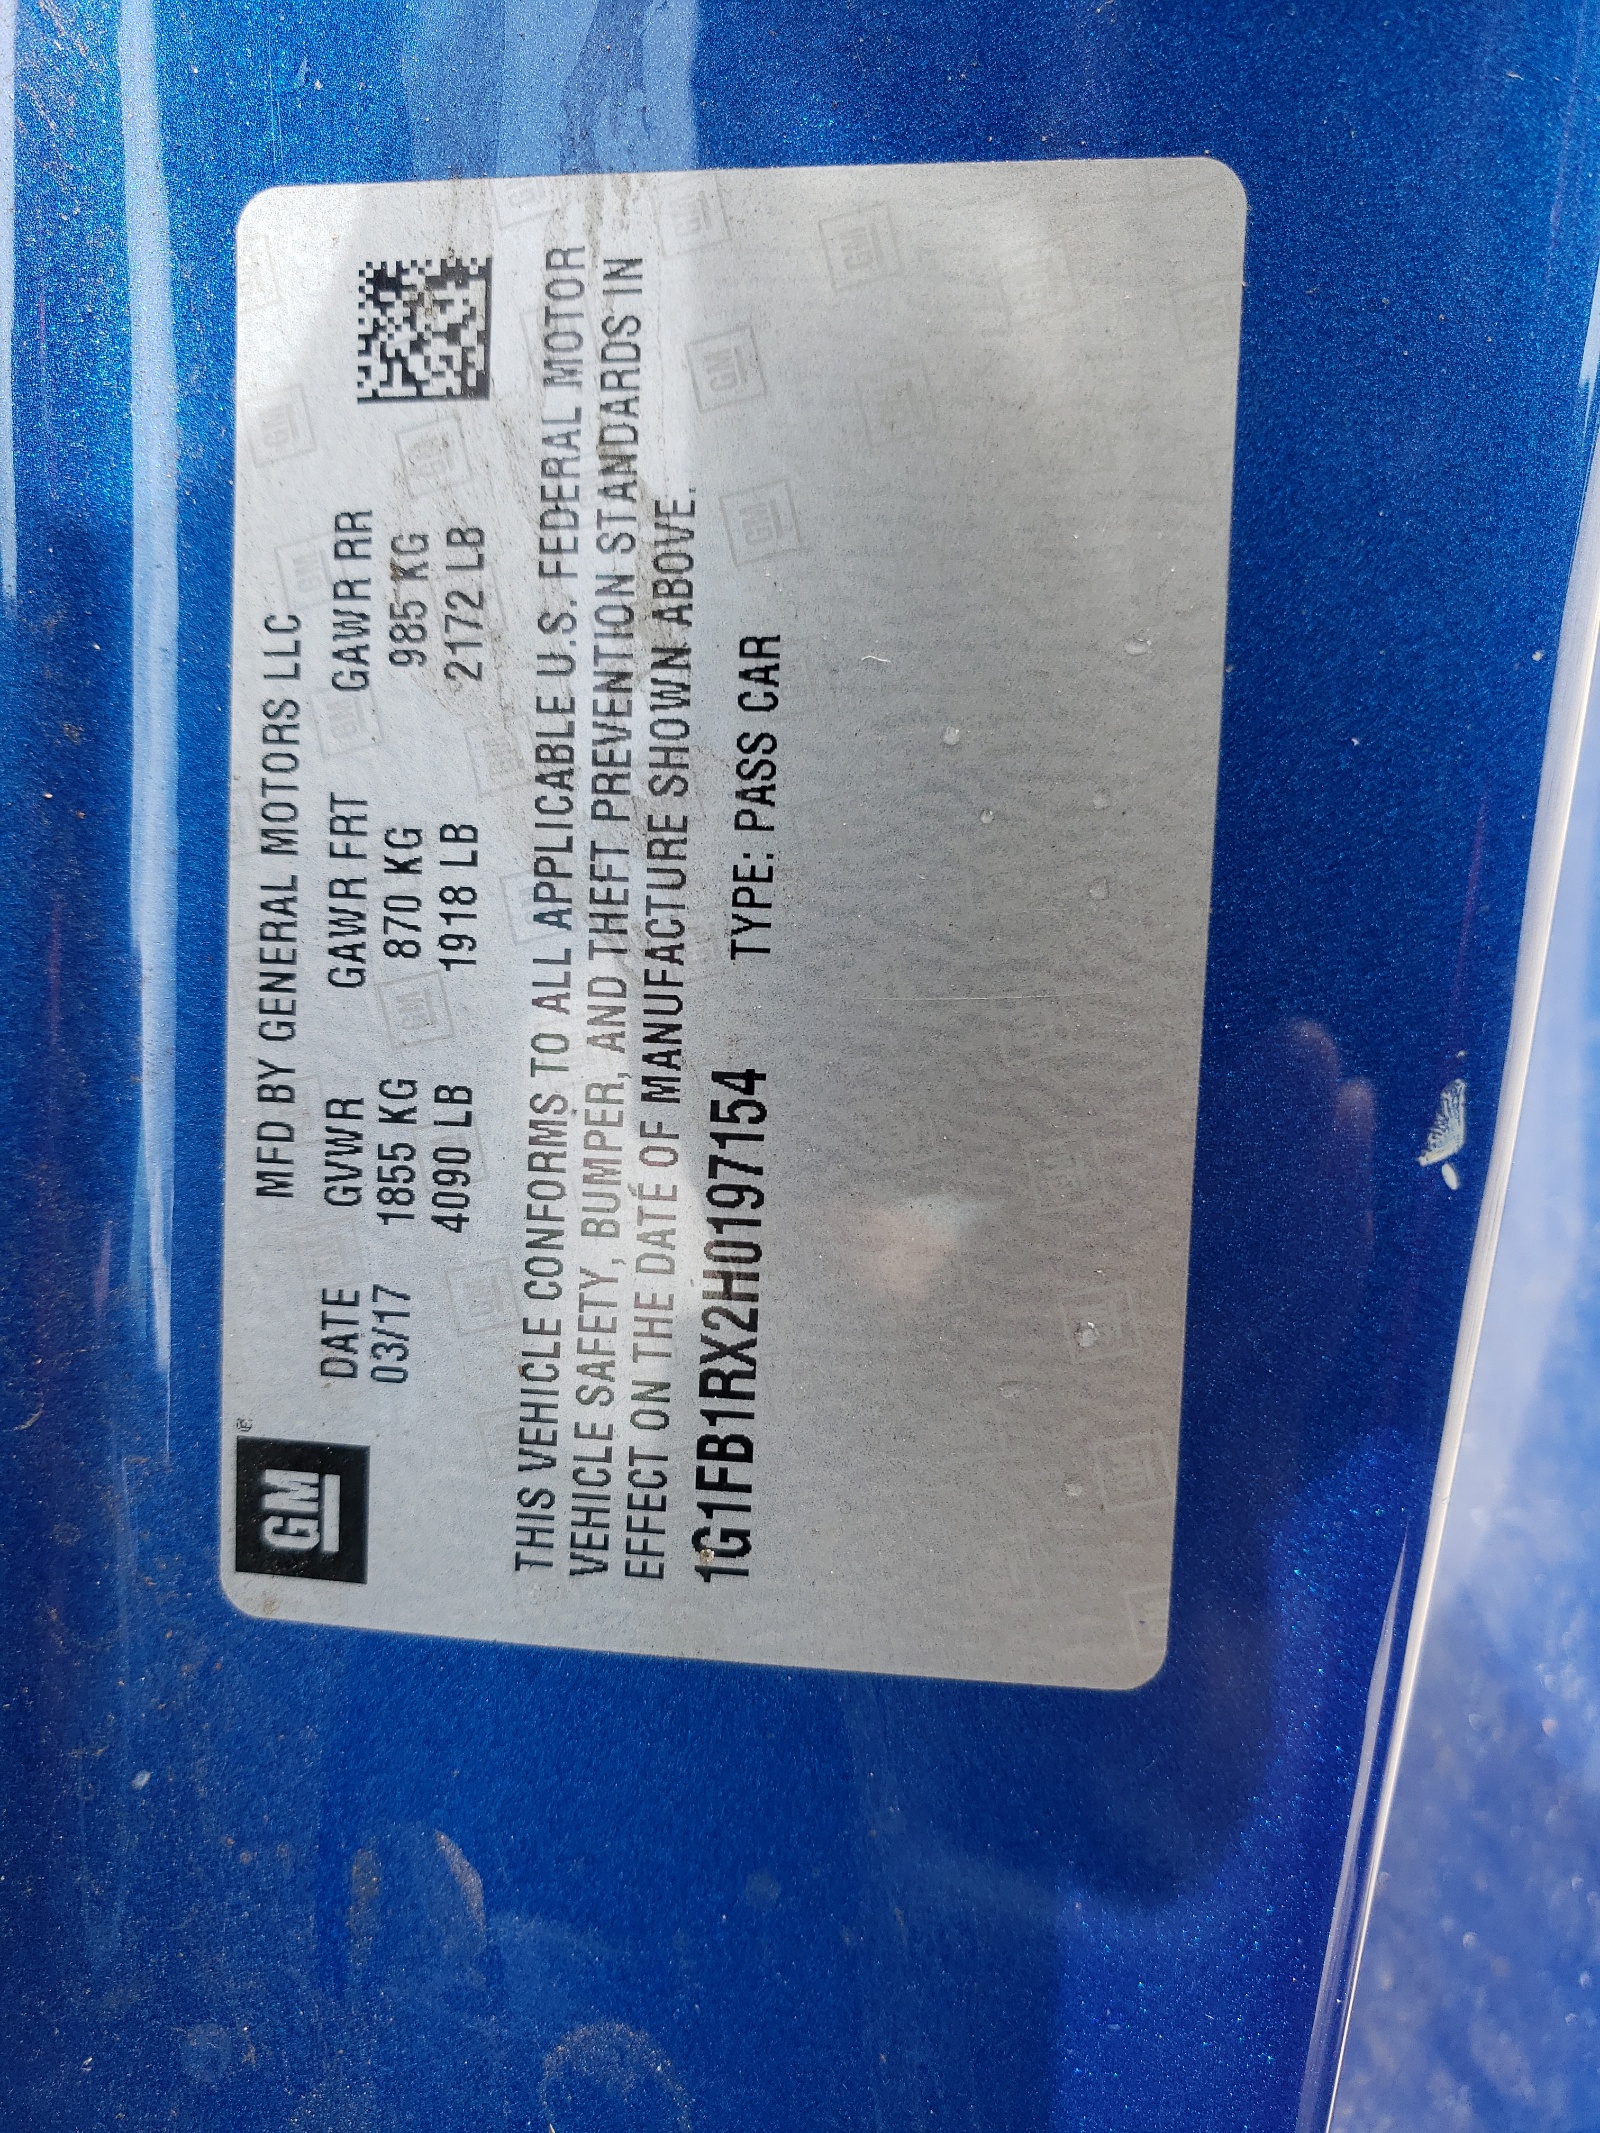 GM®
MFD BY GENERAL MOTORS LLC
DATE GVWR GAWR FRT GAWR RR
03/17 1855 KG 870 KG 985 KG
4090 LB 1918 LB 2172 LB
THIS VEHICLE CONFORMS TO ALL APPLICABLE U.S. FEDERAL MOTOR
VEHICLE SAFETY, BUMPER, AND THEFT PREVENTION STANDARDS IN
EFFECT ON THE DATE OF MANUFACTURE SHOWN ABOVE.
1G1FB1RX2H0197154 TYPE: PASS CAR